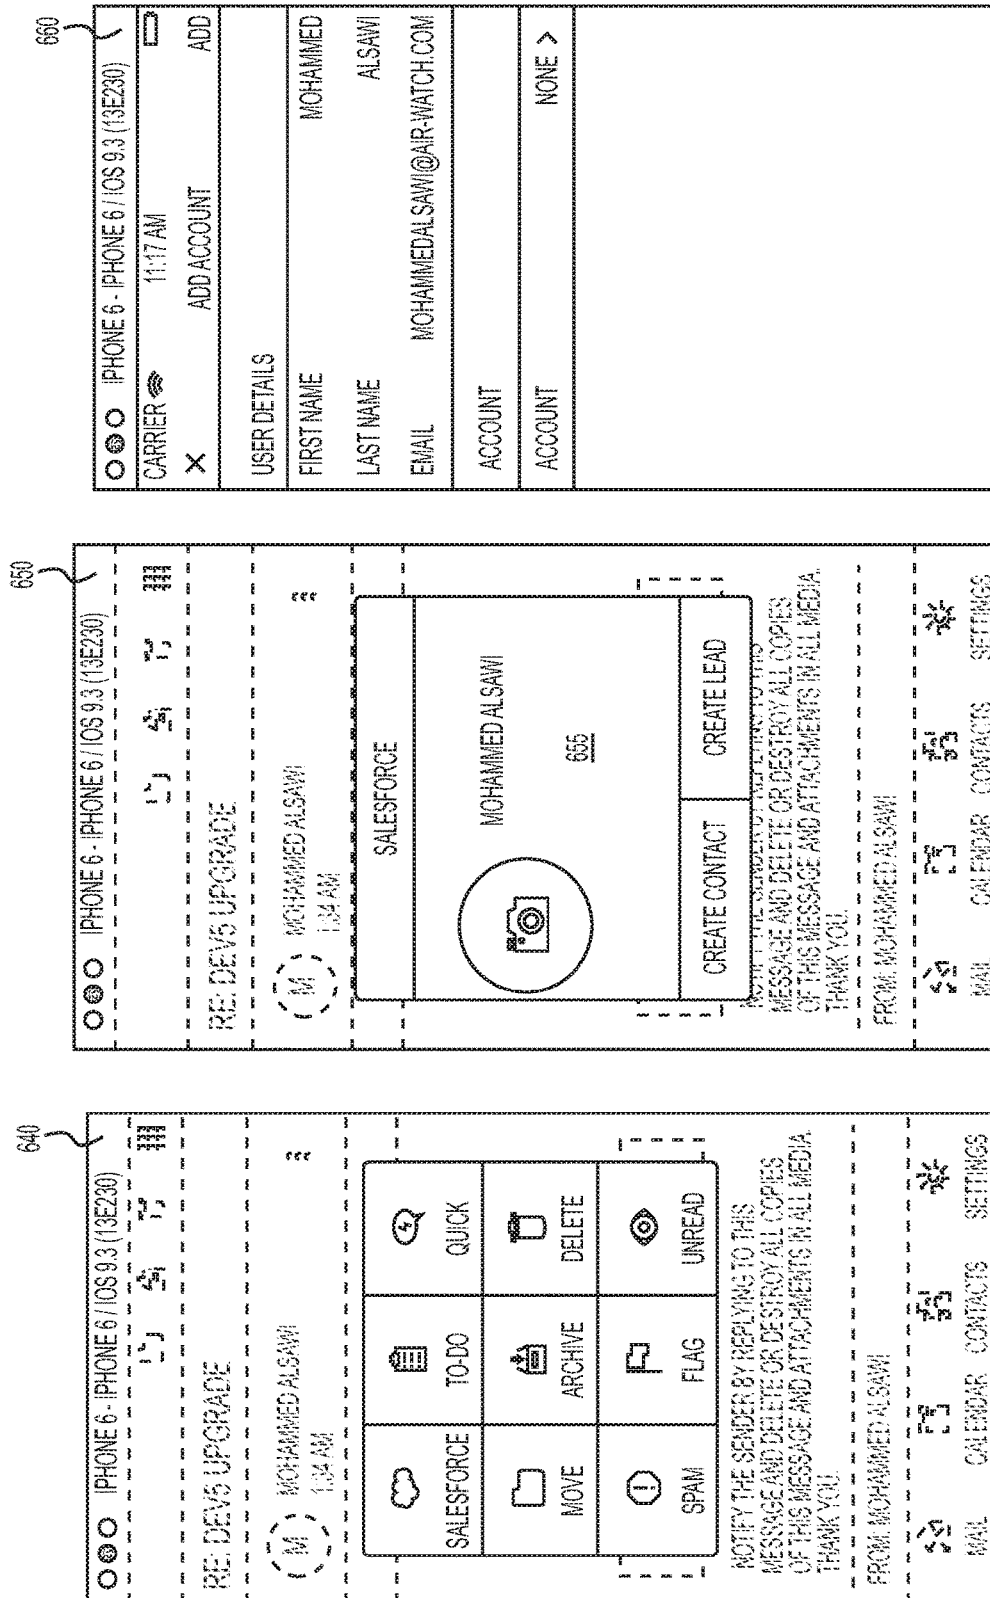 640
IPHONE 6 - IPHONE 6 / IOS 9.3 (13E230)
RE: DEV5 UPGRADE
M
MOHAMMED ALSAWI
1:34 AM
SALESFORCE
TO-DO
QUICK
MOVE
ARCHIVE
DELETE
SPAM
FLAG
UNREAD
NOTIFY THE SENDER BY REPLYING TO THIS
MESSAGE AND DELETE OR DESTROY ALL COPIES
OF THIS MESSAGE AND ATTACHMENTS IN ALL MEDIA.
THANK YOU.
FROM: MOHAMMED ALSAWI
MAIL
CALENDAR
CONTACTS
SETTINGS
650
IPHONE 6 - IPHONE 6 / IOS 9.3 (13E230)
RE: DEV5 UPGRADE
M
MOHAMMED ALSAWI
1:34 AM
SALESFORCE
MOHAMMED ALSAWI
655
CREATE CONTACT
CREATE LEAD
NOTIFY THE SENDER BY REPLYING TO THIS
MESSAGE AND DELETE OR DESTROY ALL COPIES
OF THIS MESSAGE AND ATTACHMENTS IN ALL MEDIA.
THANK YOU.
FROM: MOHAMMED ALSAWI
MAIL
CALENDAR
CONTACTS
SETTINGS
660
IPHONE 6 - IPHONE 6 / IOS 9.3 (13E230)
CARRIER 11:17 AM
X ADD ACCOUNT ADD
USER DETAILS
FIRST NAME MOHAMMED
LAST NAME ALSAWI
EMAIL MOHAMMEDALSAWI@AIR-WATCH.COM
ACCOUNT
ACCOUNT NONE >